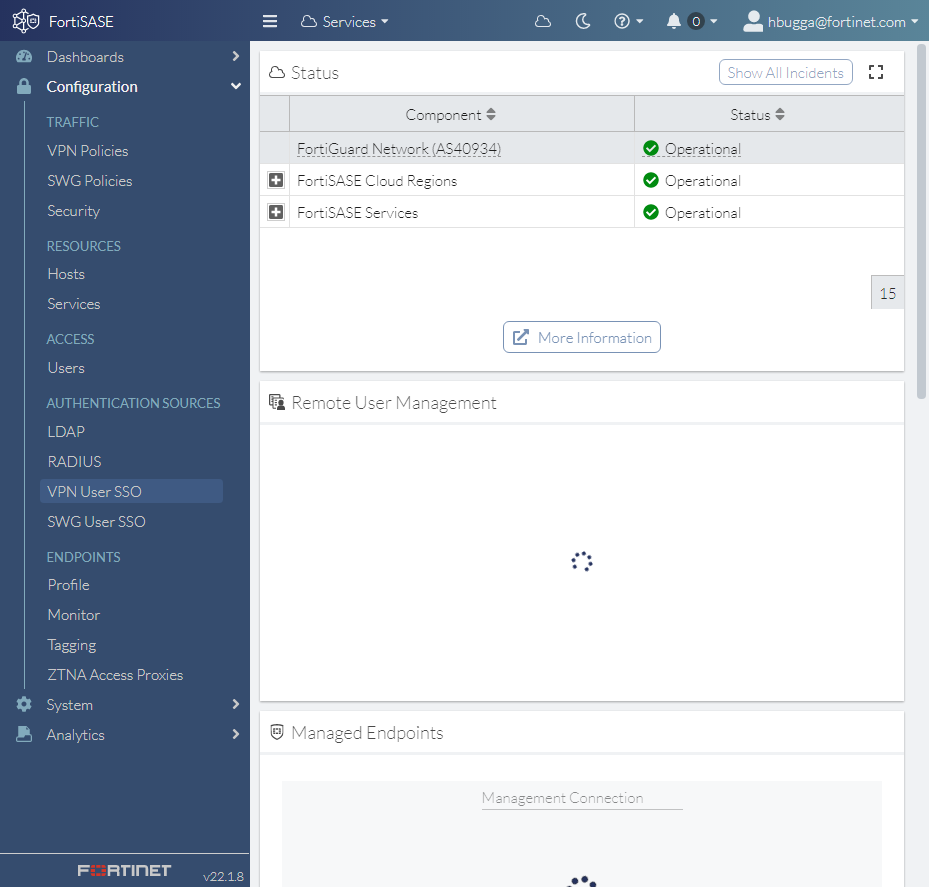 FortiSASE
Services
0
hbugga@fortinet.com
Dashboards
Configuration
TRAFFIC
VPN Policies
SWG Policies
Security
RESOURCES
Hosts
Services
ACCESS
Users
AUTHENTICATION SOURCES
LDAP
RADIUS
VPN User SSO
SWG User SSO
ENDPOINTS
Profile
Monitor
Tagging
ZTNA Access Proxies
System
Analytics
FORTINET
v22.1.8
Status
Show All Incidents
Component Status
FortiGuard Network (AS40934) Operational
FortiSASE Cloud Regions Operational
FortiSASE Services Operational
15
More Information
Remote User Management
Managed Endpoints
Management Connection